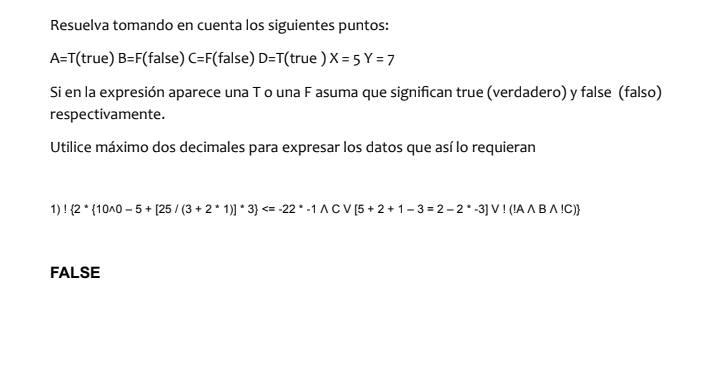 Resuelva tomando en cuenta los siguientes puntos:
A=T(true) B=F(false) C=F(false) D=T(true ) X = 5 Y = 7
Si en la expresión aparece una T o una F asuma que significan true (verdadero) y false  (falso)
respectivamente.
Utilice máximo dos decimales para expresar los datos que así lo requieran
1) ! {2 * {10^0 – 5 + [25 / (3 + 2 * 1)] * 3} <= -22 * -1 Λ C V [5 + 2 + 1 – 3 = 2 – 2 * -3] V ! (!A Λ B Λ !C)}
FALSE